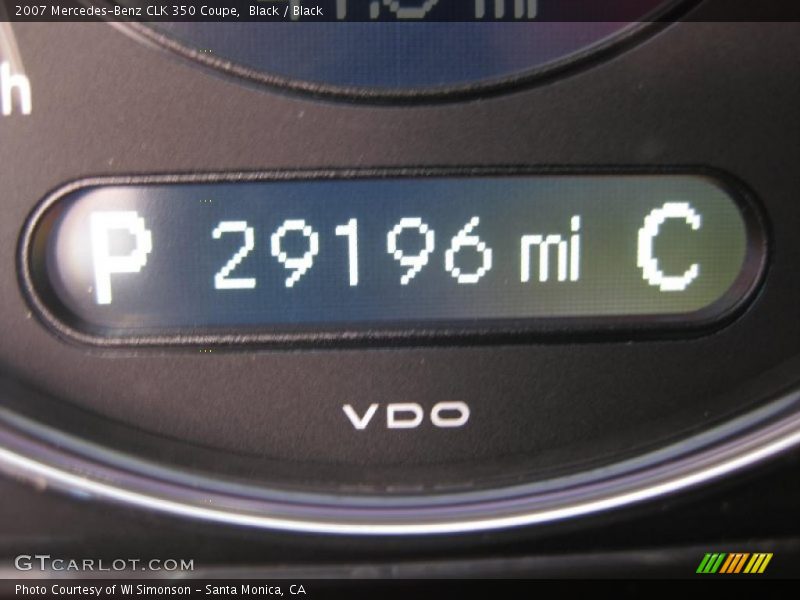 2007 Mercedes-Benz CLK 350 Coupe, Black / Black
mi
h
P 29196 mi C
VDO
GTCARLOT.COM
Photo Courtesy of WI Simonson - Santa Monica, CA